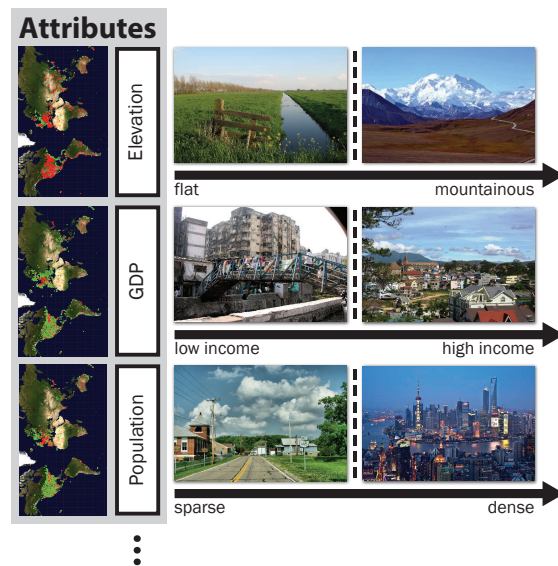 Attributes
Elevation
flat
mountainous
GDP
low income
high income
Population
sparse
dense